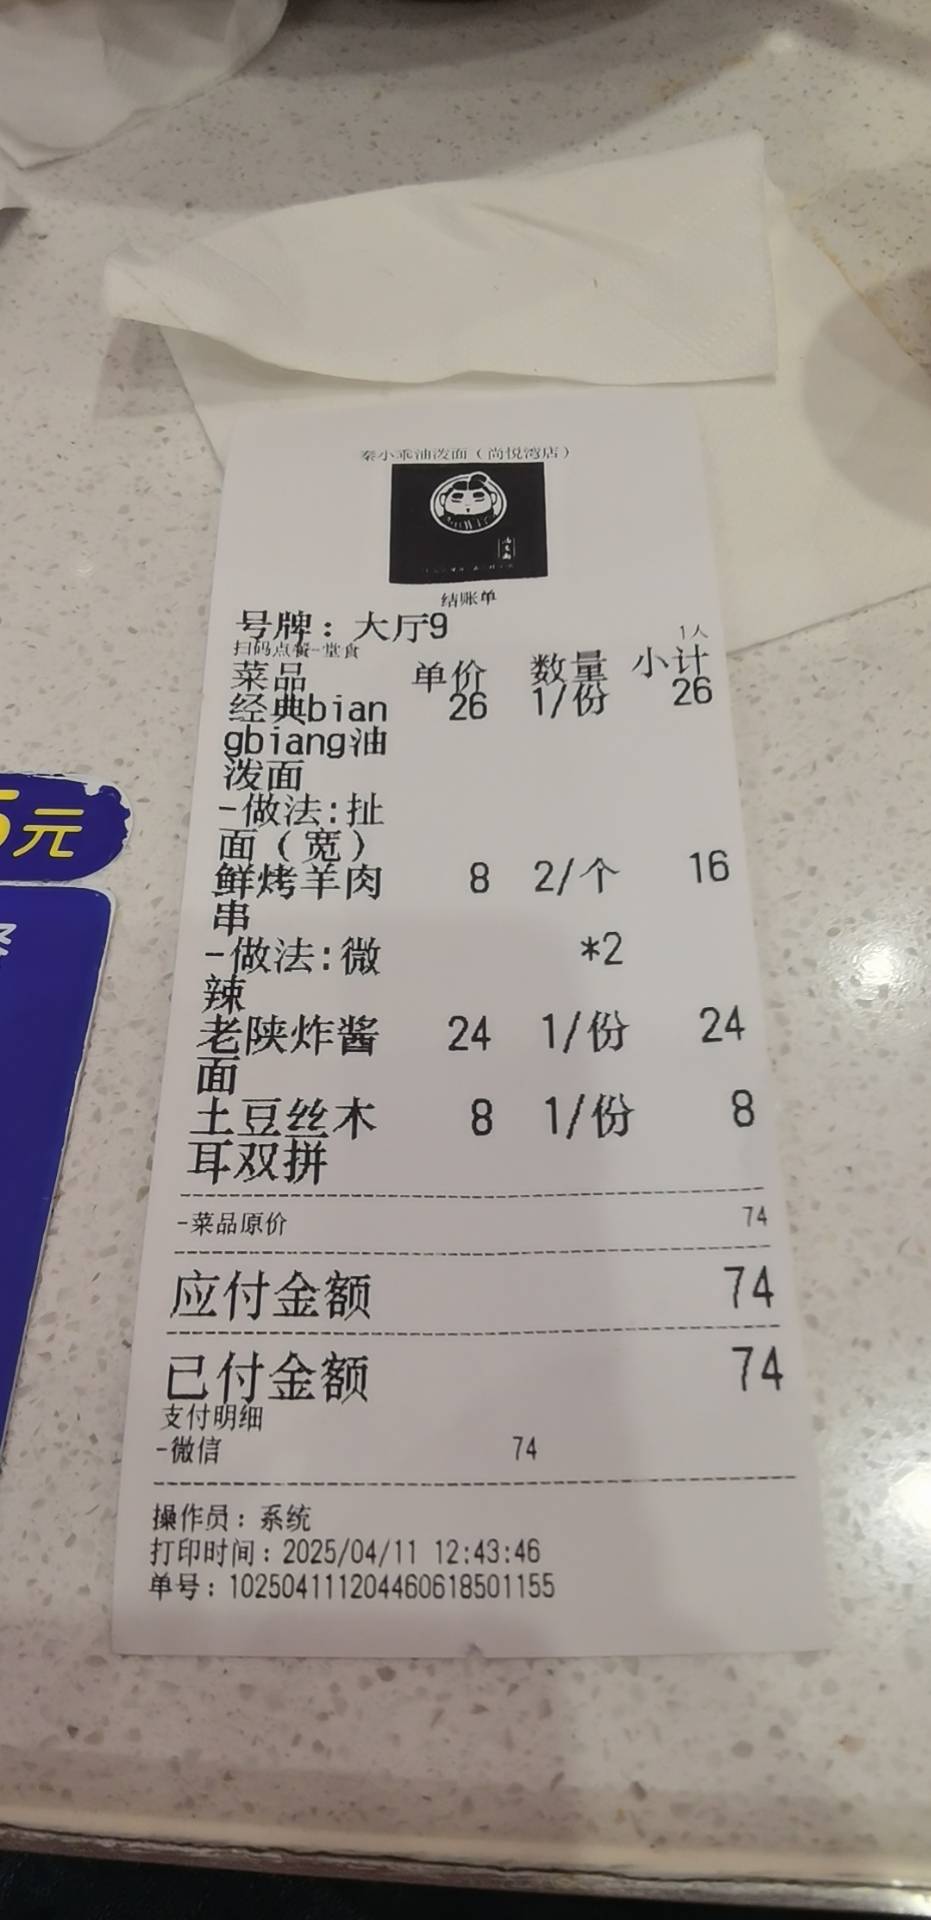 秦小乖油泼面（尚悦湾店）
结账单
号牌：大厅9
1人
扫码点餐-堂食
菜品 单价 数量 小计
经典bian 26 1/份 26
gbiang油
泼面
-做法:扯
面（宽）
鲜烤羊肉 8 2/个 16
串
-做法:微 *2
辣
老陕炸酱 24 1/份 24
面
土豆丝木 8 1/份 8
耳双拼
-菜品原价 74
应付金额 74
已付金额 74
支付明细
-微信 74
操作员：系统
打印时间：2025/04/11 12:43:46
单号：102504111204460618501155
5元